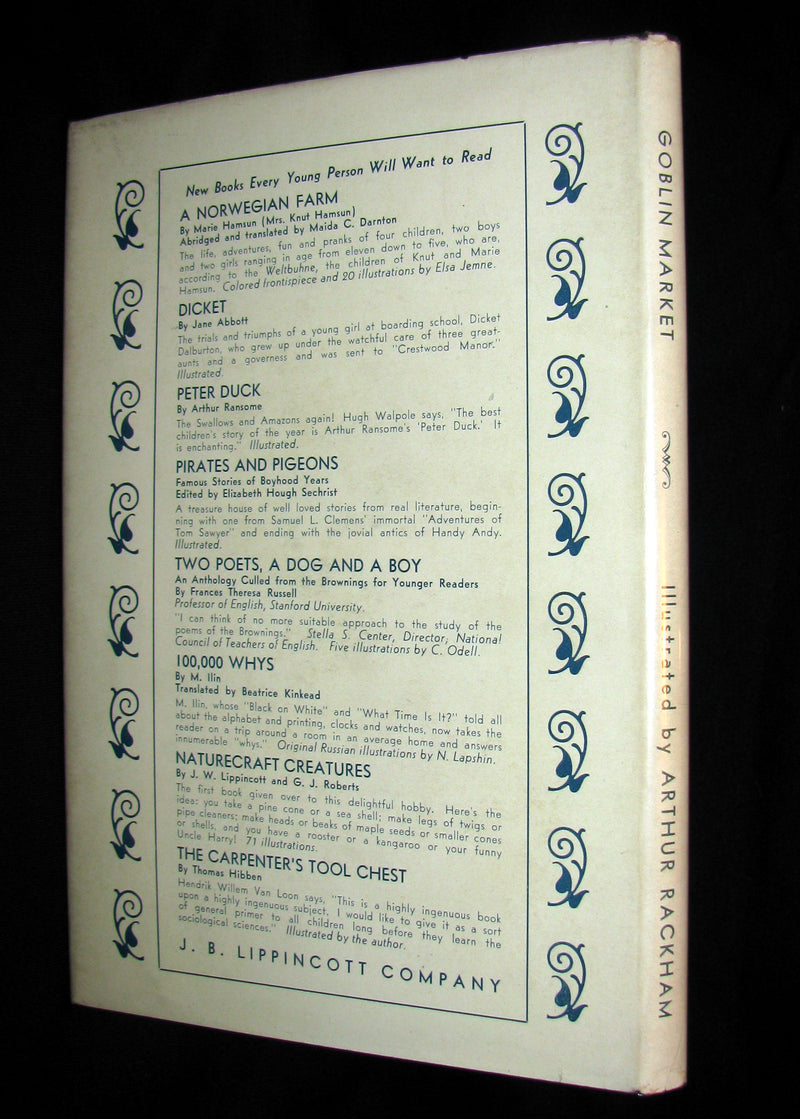 New Books Every Young Person Will Want to Read
A NORWEGIAN FARM
By Marie Hamsun (Mrs. Knut Hamsun)
Abridged and translated by Maida C. Darnton
The life, adventures, fun and pranks of four children, two boys
and two girls ranging in age from eleven down to five, who are,
according to the Weltbuhne, the children of Knut and Marie
Hamsun. Colored frontispiece and 20 illustrations by Elsa Jemne.
DICKET
By Jane Abbott
The trials and triumphs of a young girl at boarding school, Dicket
Dalburton, who grew up under the watchful care of three great-
aunts and a governess and was sent to "Crestwood Manor."
Illustrated.
PETER DUCK
By Arthur Ransome
The Swallows and Amazons again! Hugh Walpole says, "The best
children's story of the year is Arthur Ransome's 'Peter Duck.' It
is enchanting." Illustrated.
PIRATES AND PIGEONS
Famous Stories of Boyhood Years
Edited by Elizabeth Hough Sechrist
A treasure house of well loved stories from real literature, begin-
ning with one from Samuel L. Clemens' immortal "Adventures of
Tom Sawyer" and ending with the jovial antics of Handy Andy.
Illustrated.
TWO POETS, A DOG AND A BOY
An Anthology Culled from the Brownings for Younger Readers
By Frances Theresa Russell
Professor of English, Stanford University.
"I can think of no more suitable approach to the study of the
poems of the Brownings." Stella S. Center, Director, National
Council of Teachers of English. Five illustrations by C. Odell.
100,000 WHYS
By M. Ilin
Translated by Beatrice Kinkead
M. Ilin, whose "Black on White" and "What Time Is It?" told all
about the alphabet and printing, clocks and watches, now takes the
reader on a trip around a room in an average home and answers
innumerable "whys." Original Russian illustrations by N. Lapshin.
NATURECRAFT CREATURES
By J. W. Lippincott and G. J. Roberts
The first book given over to this delightful hobby. Here's the
idea: you take a pine cone or a sea shell; make legs of twigs or
pipe cleaners; make heads or beaks of maple seeds or smaller cones
or shells, and you have a rooster or a kangaroo or your funny
Uncle Harry! 71 illustrations.
THE CARPENTER'S TOOL CHEST
By Thomas Hibben
Hendrik Willem Van Loon says, "This is a highly ingenuous book
upon a highly ingenuous subject. I would like to give it as a sort
of general primer to all children long before they learn the
sociological sciences." Illustrated by the author.
J. B. LIPPINCOTT COMPANY
GOBLIN MARKET
Illustrated by ARTHUR RACKHAM